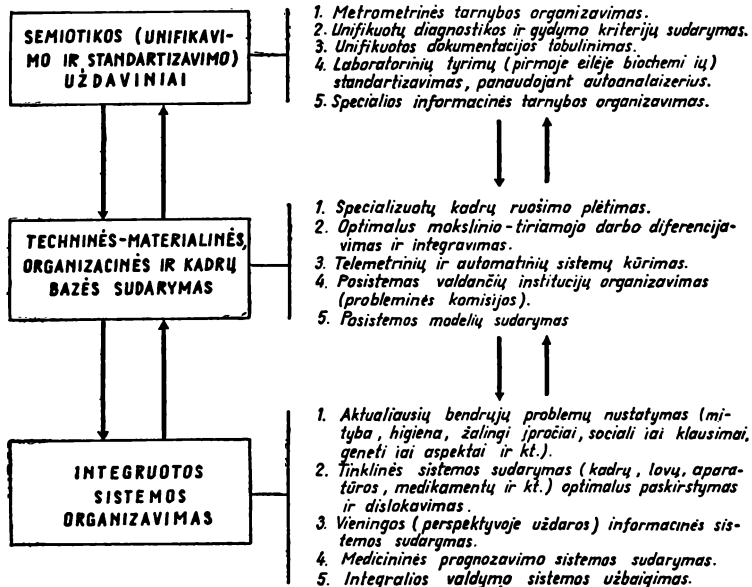 SEMIOTIKOS (UNIFIKAVI-
MO IR STANDARTIZAVIMO)
UŽDAVINIAI
1. Metrometrinės tarnybos organizavimas.
2. Unifikuotų diagnostikos ir gydymo kriterijų sudarymas.
3. Unifikuotos dokumentacijos tobulinimas.
4. Laboratorinių tyrimų (pirmoje eilėje biochemi ių)
standartizavimas, panaudojant autoanalaizerius.
5. Specialios informacinės tarnybos organizavimas.
TECHNINĖS-MATERIALINĖS,
ORGANIZACINĖS IR KADRŲ
BAZĖS SUDARYMAS
1. Specializuotų kadrų ruošimo plėtimas.
2. Optimalus mokslinio-tiriamojo darbo diferencija-
vimas ir integravimas.
3. Telemetrinių ir automatinių sistemų kūrimas.
4. Posistemas valdančių institucijų organizavimas
(probleminės komisijos).
5. Posistemos modelių sudarymas
INTEGRUOTOS
SISTEMOS
ORGANIZAVIMAS
1. Aktualiausių bendrųjų problemų nustatymas (mi-
tyba, higiena, žalingi įpročiai, sociali iai klausimai,
geneti iai aspektai ir kt.).
2. Tinklinės sistemos sudarymas (kadrų, lovų, apara-
tūros, medikamentų ir kt.) optimalus paskirstymas
ir dislokavimas.
3. Vieningos (perspektyvoje uždaros) informacinės sis-
temos sudarymas.
4. Medicininės prognozavimo sistemos sudarymas.
5. Integralios valdymo sistemos užbaigimas.